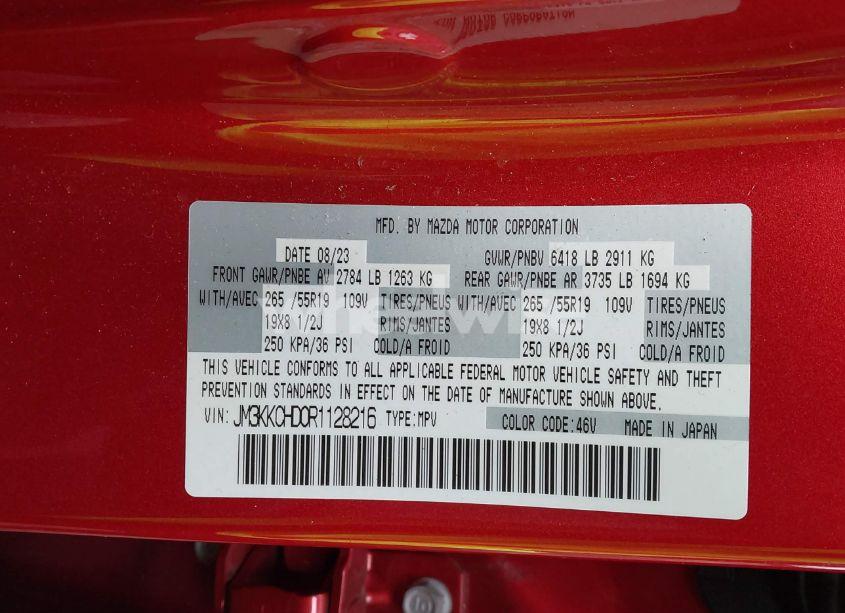 MFD. BY MAZDA MOTOR CORPORATION
DATE 08/23 GVWR/PNBV 6418 LB 2911 KG
FRONT GAWR/PNBE AV 2784 LB 1263 KG REAR GAWR/PNBE AR 3735 LB 1694 KG
WITH/AVEC 265 /55R19 109V TIRES/PNEUS WITH/AVEC 265 /55R19 109V TIRES/PNEUS
19X8 1/2J RIMS/JANTES 19X8 1/2J RIMS/JANTES
250 KPA/36 PSI COLD/A FROID 250 KPA/36 PSI COLD/A FROID
THIS VEHICLE CONFORMS TO ALL APPLICABLE FEDERAL MOTOR VEHICLE SAFETY AND THEFT
PREVENTION STANDARDS IN EFFECT ON THE DATE OF MANUFACTURE SHOWN ABOVE.
VIN: JM3KKCHD0R1128216 TYPE:MPV COLOR CODE:46V MADE IN JAPAN